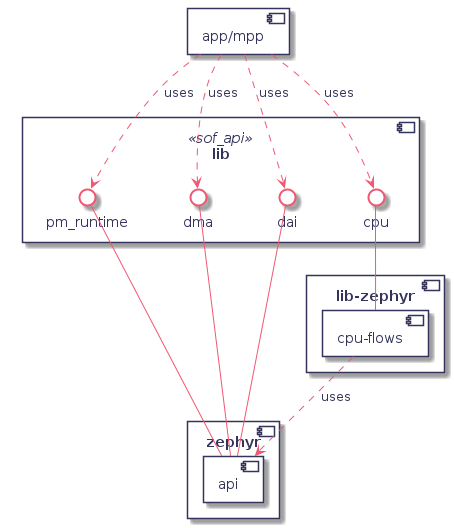 app/mpp
uses uses uses uses
«sof_api»
lib
pm_runtime dma dai cpu
lib-zephyr
cpu-flows
uses
zephyr
api